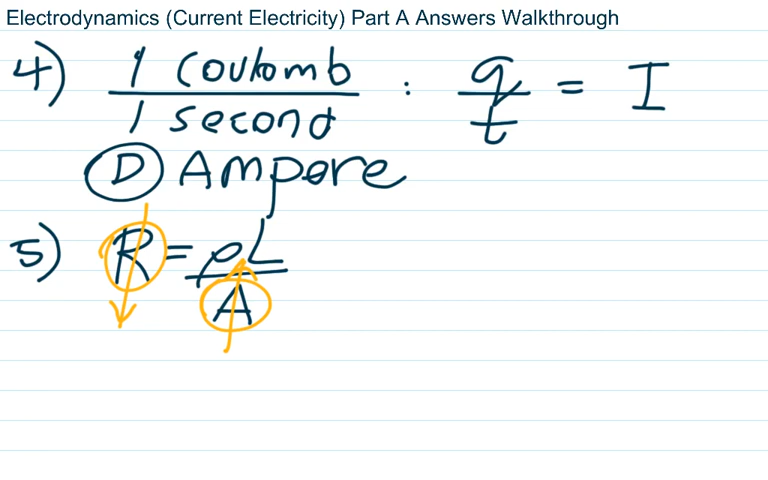 Electrodynamics (Current Electricity) Part A Answers Walkthrough
4) 1 Coulomb / 1 second : q / t = I
D Ampere
5) R = ρL / A